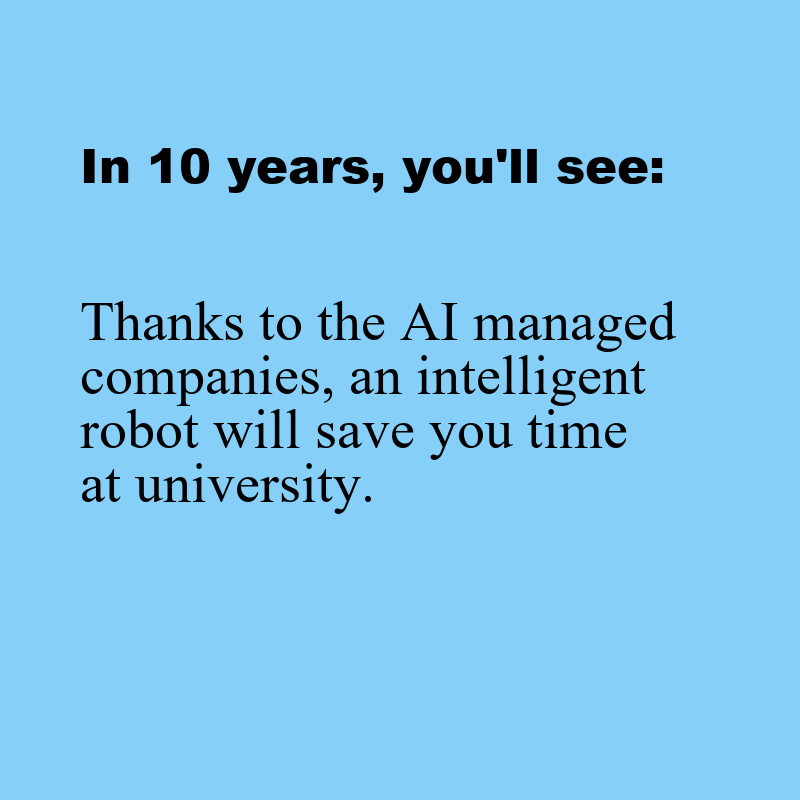 In 10 years, you'll see:
Thanks to the AI managed
companies, an intelligent
robot will save you time
at university.